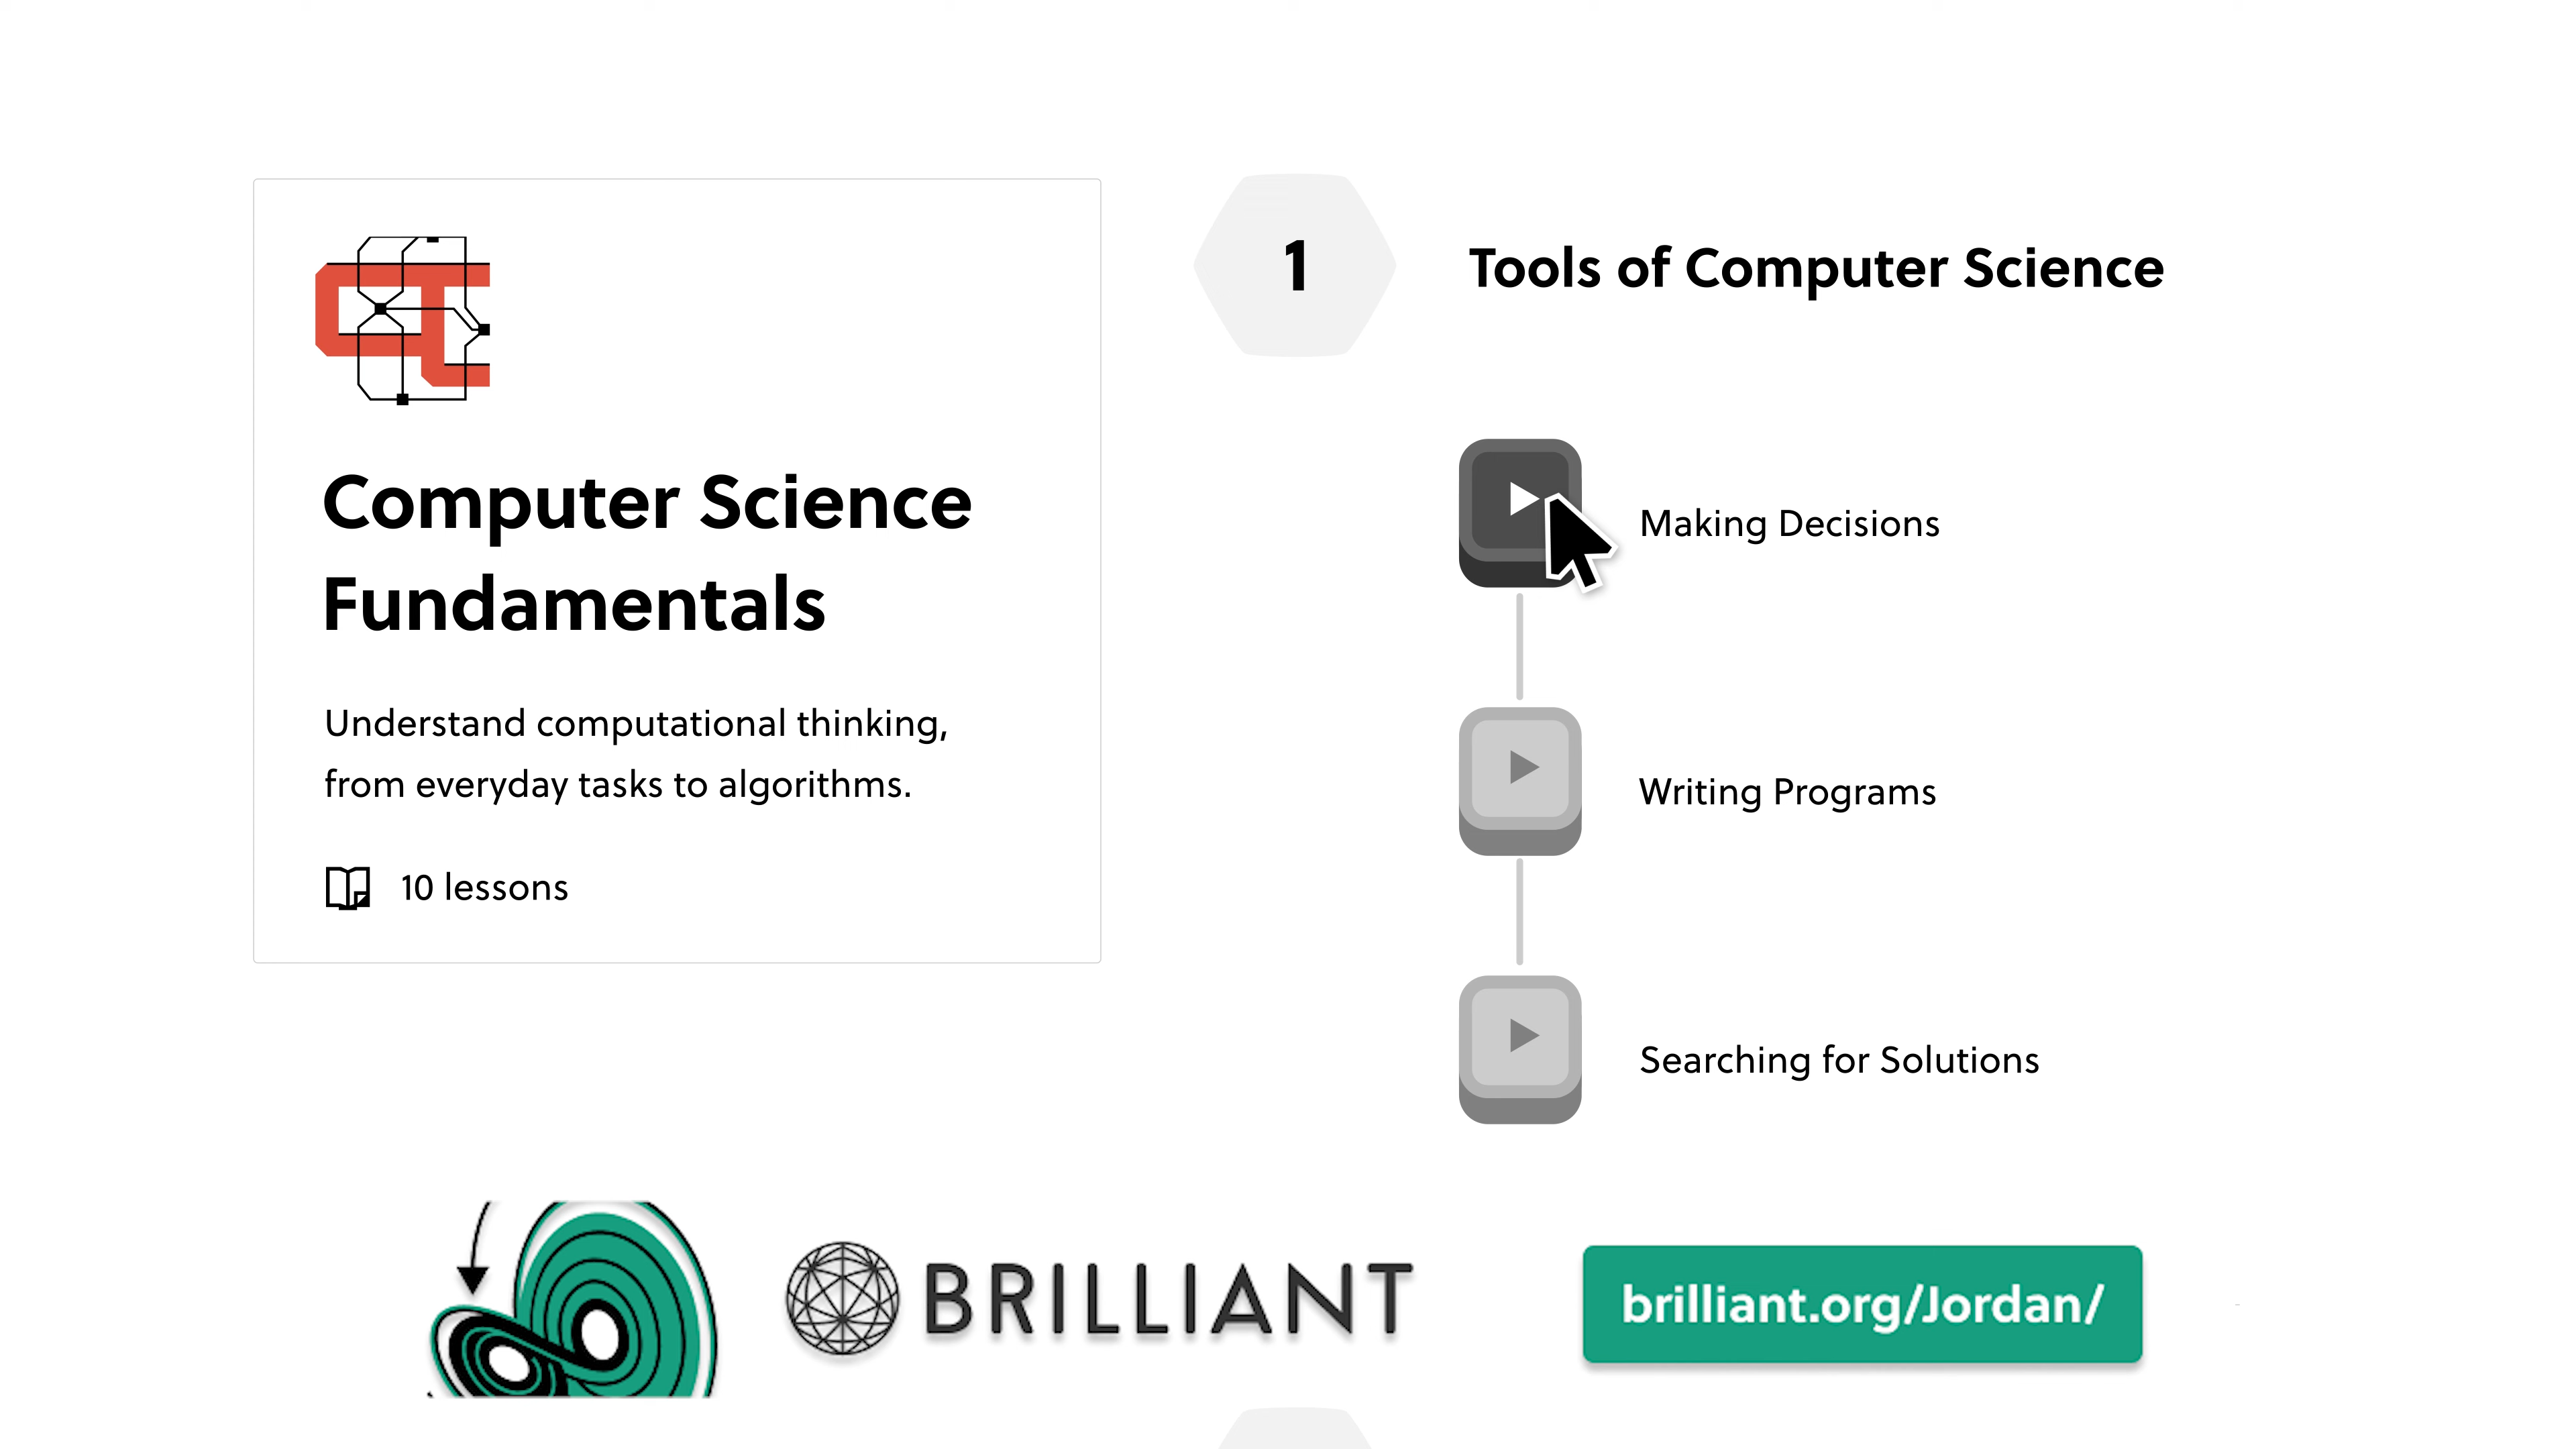 Computer Science
Fundamentals
Understand computational thinking,
from everyday tasks to algorithms.
10 lessons
1
Tools of Computer Science
Making Decisions
Writing Programs
Searching for Solutions
BRILLIANT
brilliant.org/Jordan/